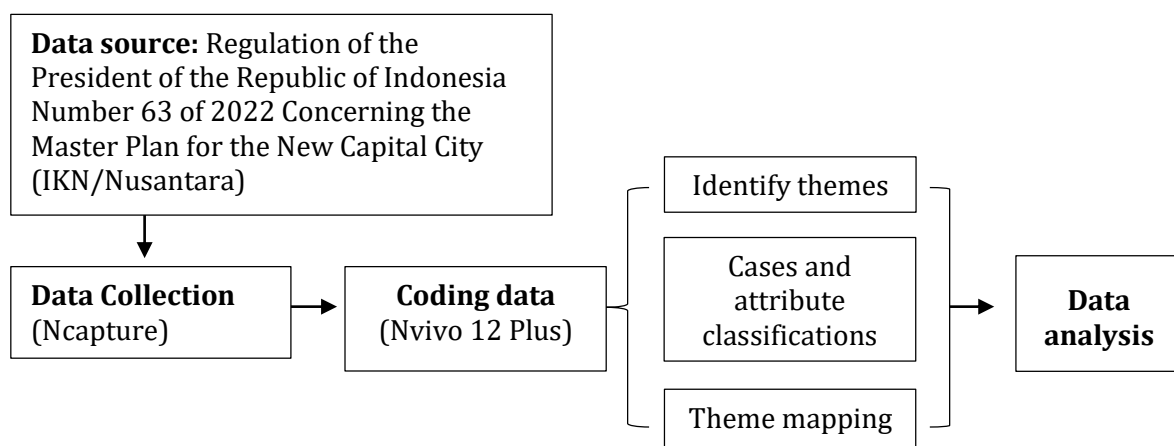 Data source: Regulation of the
President of the Republic of Indonesia
Number 63 of 2022 Concerning the
Master Plan for the New Capital City
(IKN/Nusantara)
Data Collection
(Ncapture)
Coding data
(Nvivo 12 Plus)
Identify themes
Cases and
attribute
classifications
Theme mapping
Data
analysis